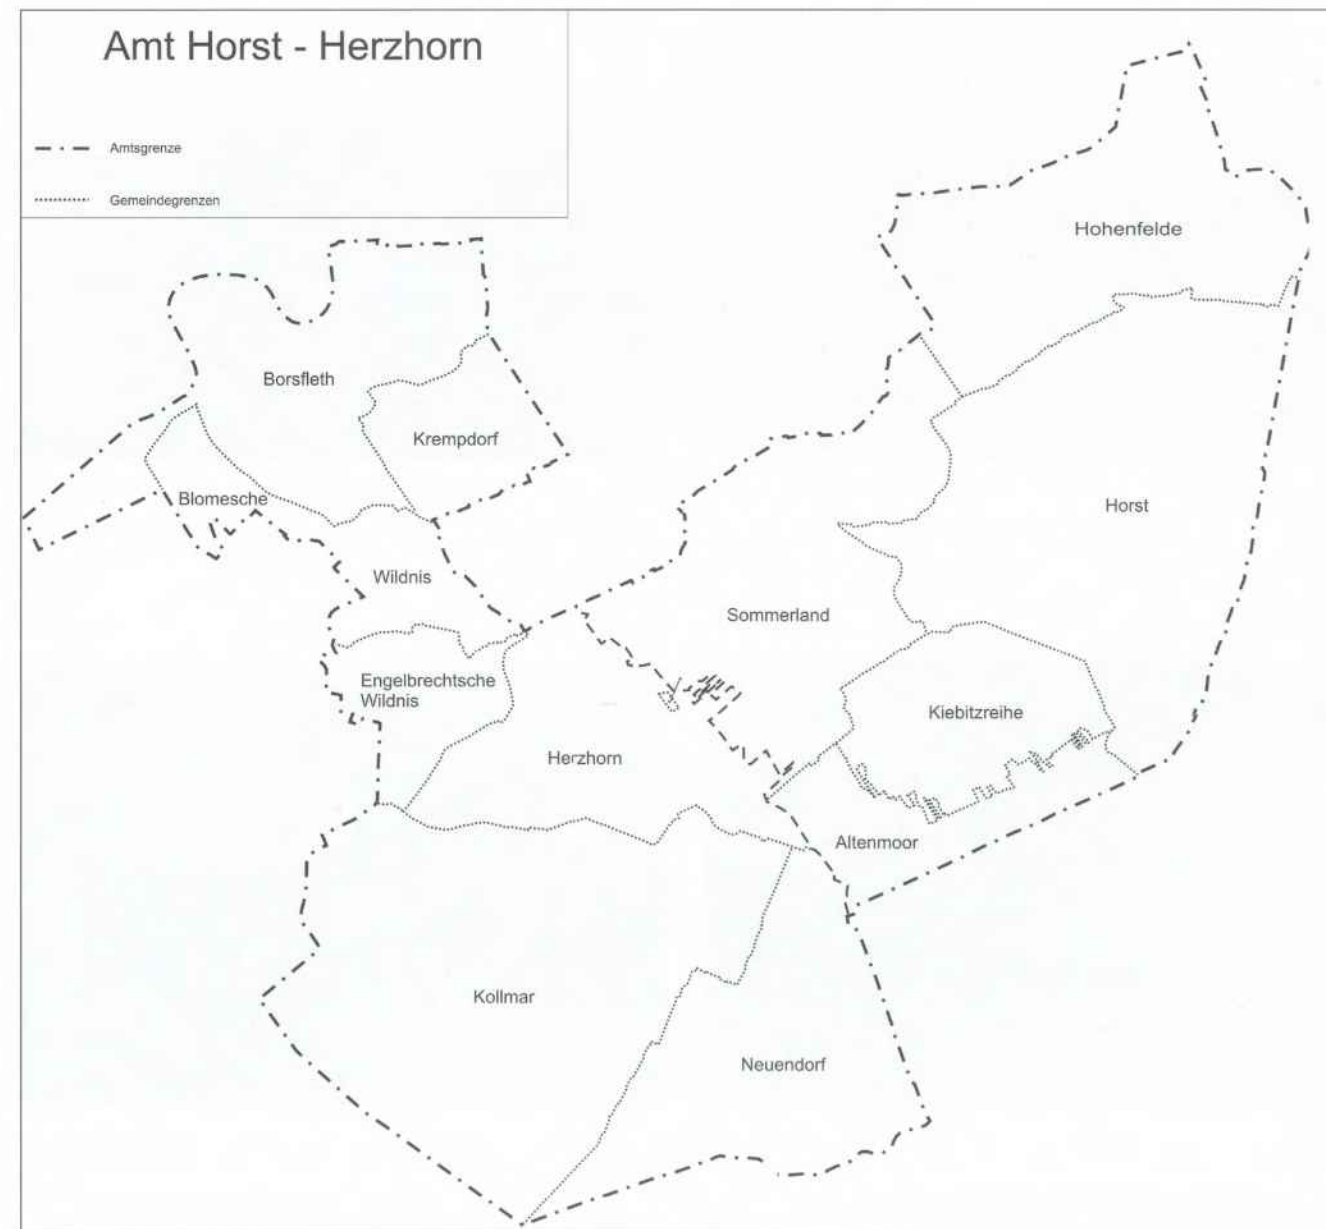 Amt Horst - Herzhorn
Amtsgrenze
Gemeindegrenzen
Hohenfelde
Borsfleth
Krempdorf
Blomesche
Horst
Wildnis
Sommerland
Engelbrechtsche
Wildnis
Kiebitzreihe
Herzhorn
Altenmoor
Kollmar
Neuendorf